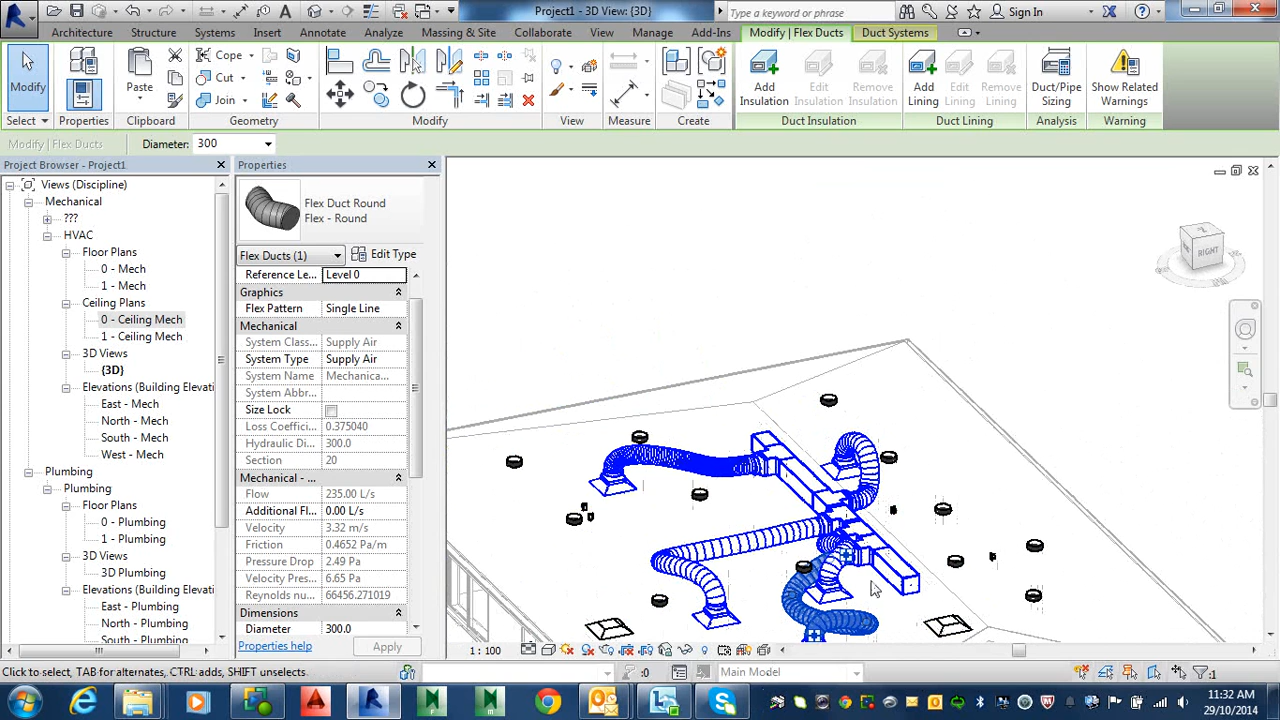 Project1 - 3D View: {3D}
Type a keyword or phrase
Sign In
Architecture Structure Systems Insert Annotate Analyze Massing & Site Collaborate View Manage Add-Ins Modify | Flex Ducts Duct Systems
Modify
Paste
Cope
Cut
Join
Add Insulation
Edit Insulation
Remove Insulation
Add Lining
Edit Lining
Remove Lining
Duct/Pipe Sizing
Show Related Warnings
Select Properties Clipboard Geometry Modify View Measure Create Duct Insulation Duct Lining Analysis Warning
Modify | Flex Ducts Diameter: 300
Project Browser - Project1
Views (Discipline)
Mechanical
???
HVAC
Floor Plans
0 - Mech
1 - Mech
Ceiling Plans
0 - Ceiling Mech
1 - Ceiling Mech
3D Views
{3D}
Elevations (Building Elevati
East - Mech
North - Mech
South - Mech
West - Mech
Plumbing
Plumbing
Floor Plans
0 - Plumbing
1 - Plumbing
3D Views
3D Plumbing
Elevations (Building Elevati
East - Plumbing
North - Plumbing
South - Plumbing
Properties
Flex Duct Round
Flex - Round
Flex Ducts (1) Edit Type
Reference Le... Level 0
Graphics
Flex Pattern Single Line
Mechanical
System Class... Supply Air
System Type Supply Air
System Name Mechanica...
System Abbr...
Size Lock
Loss Coeffici... 0.375040
Hydraulic Di... 300.0
Section 20
Mechanical - ...
Flow 235.00 L/s
Additional Fl... 0.00 L/s
Velocity 3.32 m/s
Friction 0.4652 Pa/m
Pressure Drop 2.49 Pa
Velocity Pres... 6.65 Pa
Reynolds nu... 66456.271019
Dimensions
Diameter 300.0
Properties help Apply
RIGHT
1 : 100
Click to select, TAB for alternates, CTRL adds, SHIFT unselects.
:0
Main Model
:1
11:32 AM
29/10/2014